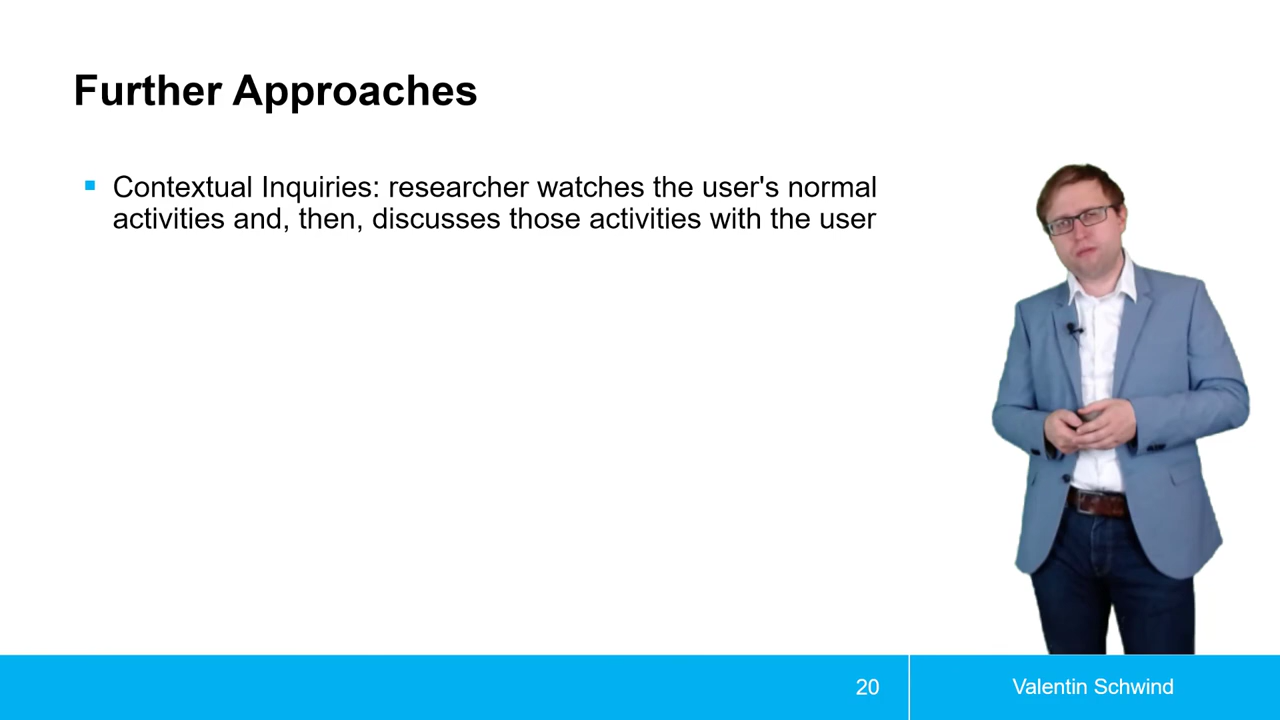 Further Approaches
Contextual Inquiries: researcher watches the user's normal
activities and, then, discusses those activities with the user
20
Valentin Schwind